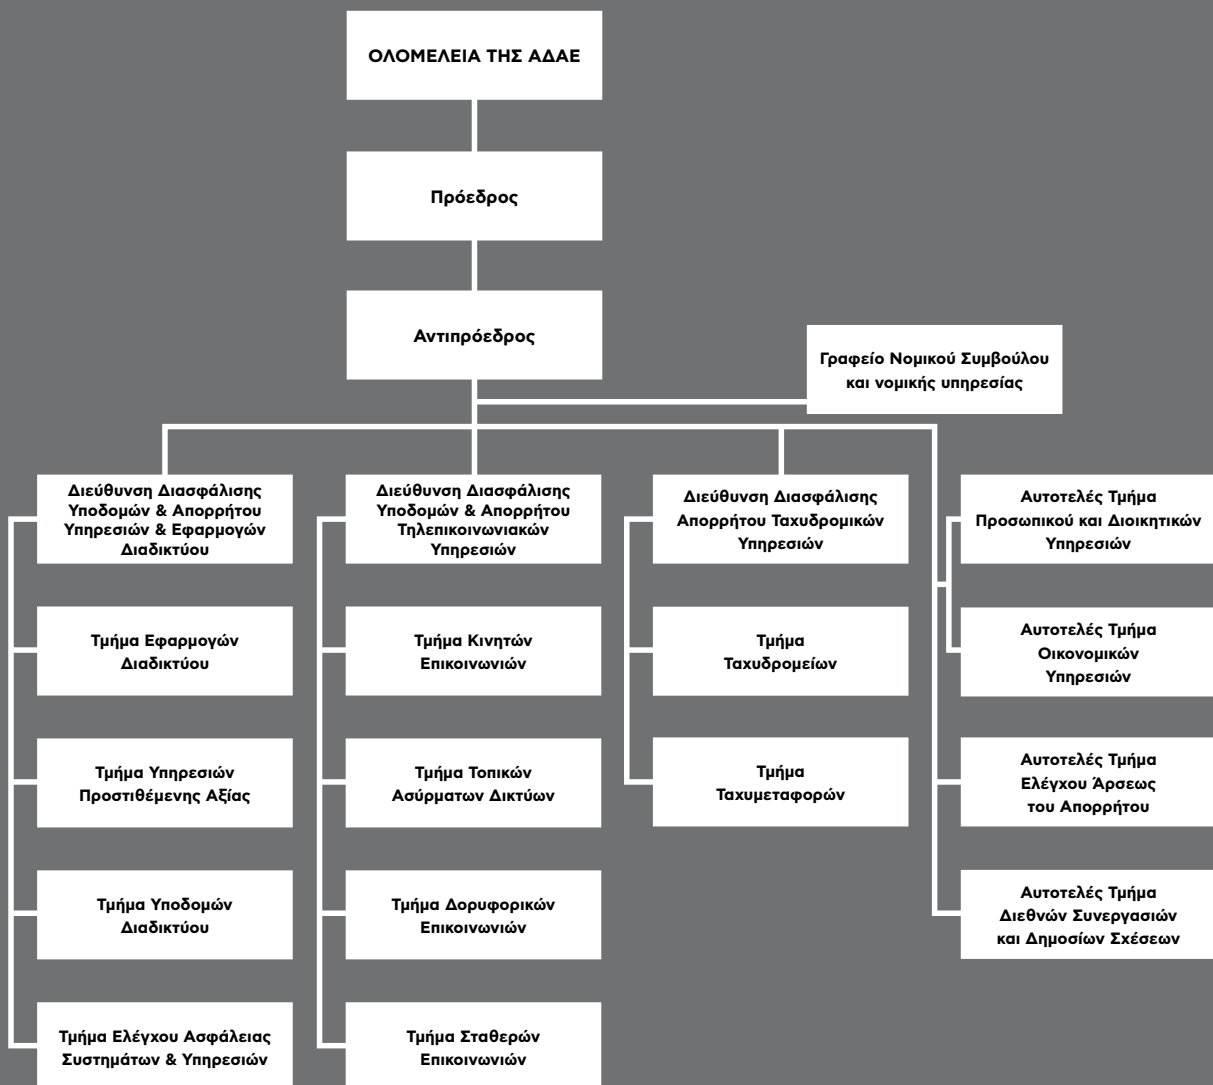 ΟΛΟΜΕΛΕΙΑ ΤΗΣ ΑΔΑΕ
Πρόεδρος
Αντιπρόεδρος
Γραφείο Νομικού Συμβούλου
και νομικής υπηρεσίας
Διεύθυνση Διασφάλισης
Υποδομών & Απορρήτου
Υπηρεσιών & Εφαρμογών
Διαδικτύου
Τμήμα Εφαρμογών
Διαδικτύου
Τμήμα Υπηρεσιών
Προστιθέμενης Αξίας
Τμήμα Υποδομών
Διαδικτύου
Τμήμα Ελέγχου Ασφάλειας
Συστημάτων & Υπηρεσιών
Διεύθυνση Διασφάλισης
Υποδομών & Απορρήτου
Τηλεπικοινωνιακών
Υπηρεσιών
Τμήμα Κινητών
Επικοινωνιών
Τμήμα Τοπικών
Ασύρματων Δικτύων
Τμήμα Δορυφορικών
Επικοινωνιών
Τμήμα Σταθερών
Επικοινωνιών
Διεύθυνση Διασφάλισης
Απορρήτου Ταχυδρομικών
Υπηρεσιών
Τμήμα
Ταχυδρομείων
Τμήμα
Ταχυμεταφορών
Αυτοτελές Τμήμα
Προσωπικού και Διοικητικών
Υπηρεσιών
Αυτοτελές Τμήμα
Οικονομικών
Υπηρεσιών
Αυτοτελές Τμήμα
Ελέγχου Άρσεως
του Απορρήτου
Αυτοτελές Τμήμα
Διεθνών Συνεργασιών
και Δημοσίων Σχέσεων